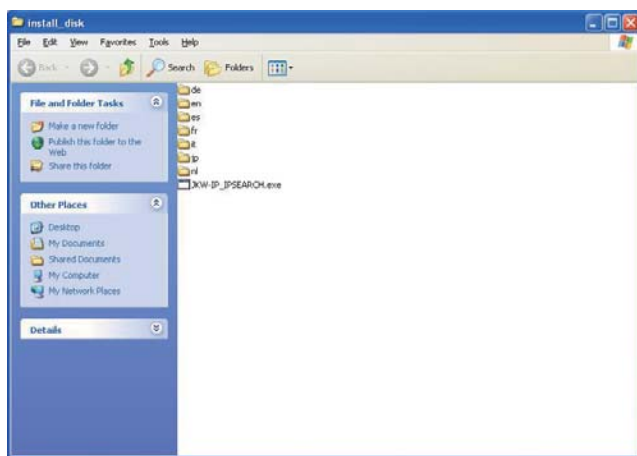 install_disk
File Edit View Favorites Tools Help
Back Search Folders
File and Folder Tasks
Make a new folder
Publish this folder to the
Web
Share this folder
Other Places
Desktop
My Documents
Shared Documents
My Computer
My Network Places
Details
de
en
es
fr
it
jp
nl
JKW-IP_IPSEARCH.exe